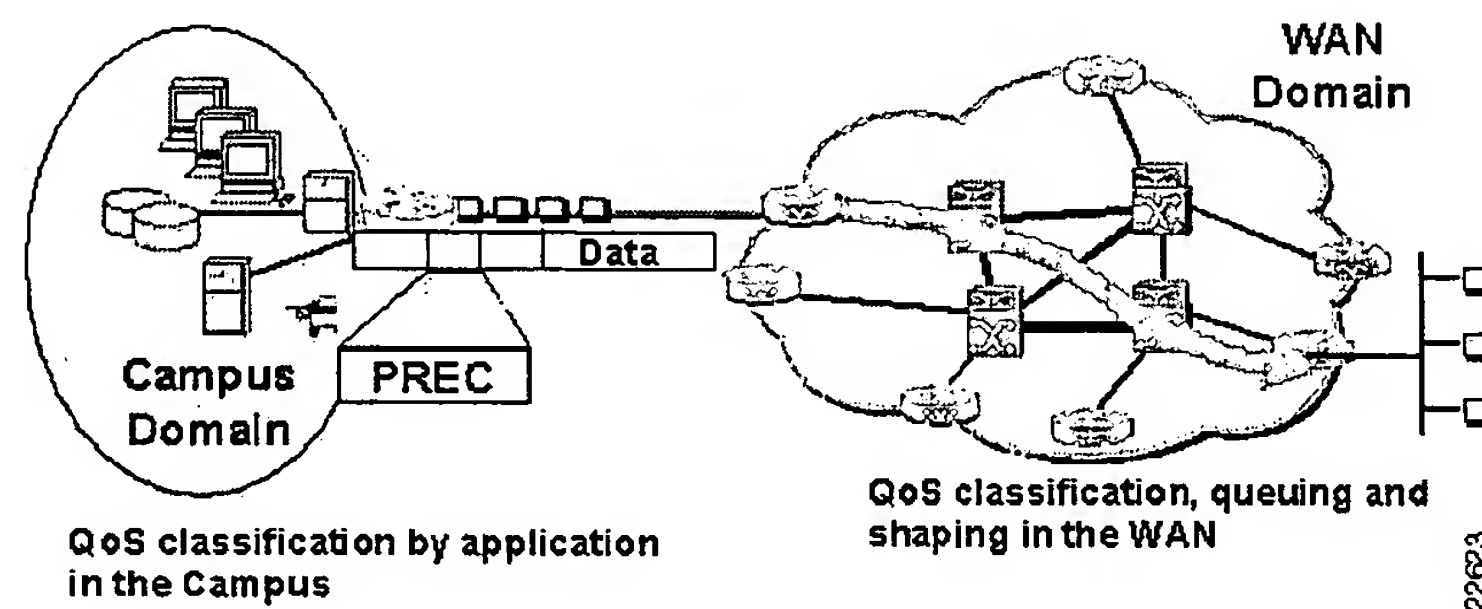 WAN
Domain
Data
PREC
Campus
Domain
QoS classification by application
in the Campus
QoS classification, queuing and
shaping in the WAN
22623